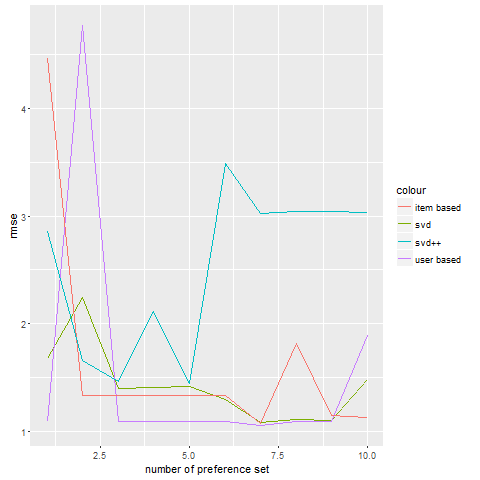 rmse
4
3
2
1
2.5
5.0
7.5
10.0
number of preference set
colour
item based
svd
svd++
user based